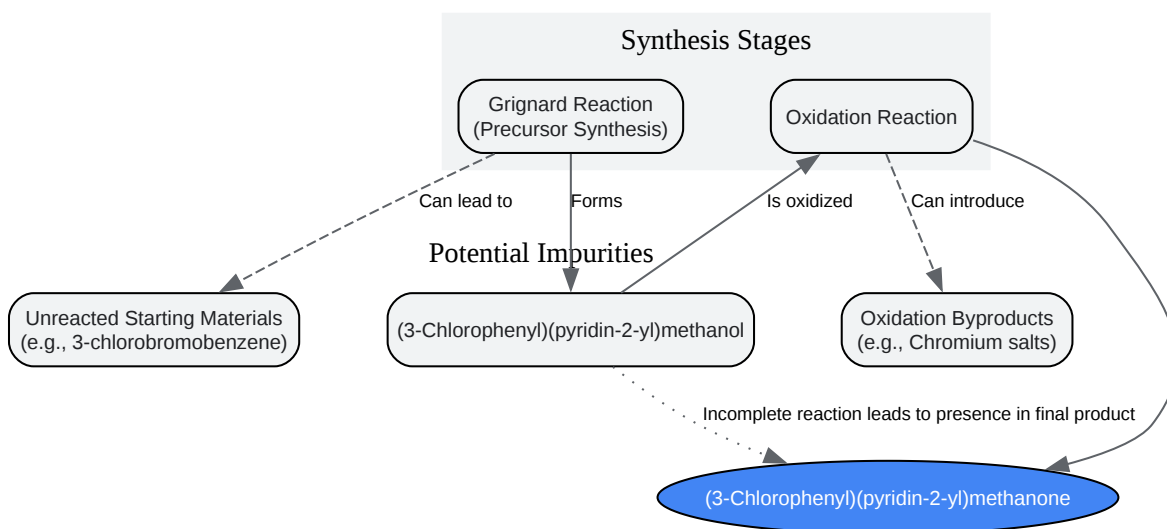 Synthesis Stages
Grignard Reaction
(Precursor Synthesis)
Oxidation Reaction
Can lead to
Forms
Is oxidized
Can introduce
Potential Impurities
Unreacted Starting Materials
(e.g., 3-chlorobromobenzene)
(3-Chlorophenyl)(pyridin-2-yl)methanol
Oxidation Byproducts
(e.g., Chromium salts)
Incomplete reaction leads to presence in final product
(3-Chlorophenyl)(pyridin-2-yl)methanone